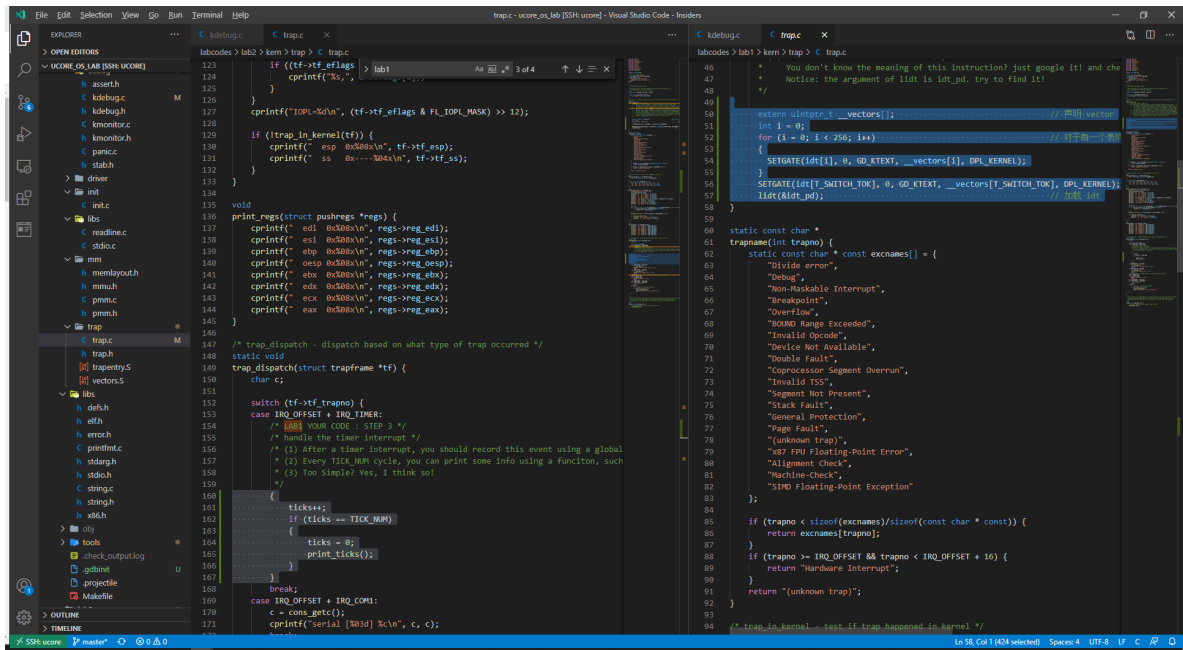 File Edit Selection View Go Run Terminal Help
trap.c - ucore_os_lab [SSH: ucore] - Visual Studio Code - Insiders
EXPLORER
OPEN EDITORS
UCORE_OS_LAB [SSH: UCORE]
h assert.h
C kdebug.c M
h kdebug.h
C kmonitor.c
h kmonitor.h
C panic.c
h stab.h
driver
init
C init.c
libs
C readline.c
C stdio.c
mm
h memlayout.h
h mmu.h
C pmm.c
h pmm.h
trap
C trap.c M
h trap.h
trapentry.S
vectors.S
libs
h defs.h
h elf.h
h error.h
C printfmt.c
h stdarg.h
h stdio.h
C string.c
h string.h
h x86.h
obj
tools
.check_output.log
.gdbinit U
.projectile
Makefile
OUTLINE
TIMELINE
C kdebug.c C trap.c
labcodes > lab2 > kern > trap > C trap.c
lab1 Aa 3 of 4
123 if ((tf->tf_eflags
124 cprintf("%s,",
125 }
126 }
127 cprintf("IOPL=%d\n", (tf->tf_eflags & FL_IOPL_MASK) >> 12);
128
129 if (!trap_in_kernel(tf)) {
130 cprintf("  esp  0x%08x\n", tf->tf_esp);
131 cprintf("  ss   0x----%04x\n", tf->tf_ss);
132 }
133 }
134
135 void
136 print_regs(struct pushregs *regs) {
137 cprintf("  edi  0x%08x\n", regs->reg_edi);
138 cprintf("  esi  0x%08x\n", regs->reg_esi);
139 cprintf("  ebp  0x%08x\n", regs->reg_ebp);
140 cprintf("  oesp 0x%08x\n", regs->reg_oesp);
141 cprintf("  ebx  0x%08x\n", regs->reg_ebx);
142 cprintf("  edx  0x%08x\n", regs->reg_edx);
143 cprintf("  ecx  0x%08x\n", regs->reg_ecx);
144 cprintf("  eax  0x%08x\n", regs->reg_eax);
145 }
146
147 /* trap_dispatch - dispatch based on what type of trap occurred */
148 static void
149 trap_dispatch(struct trapframe *tf) {
150 char c;
151
152 switch (tf->tf_trapno) {
153 case IRQ_OFFSET + IRQ_TIMER:
154 /* LAB1 YOUR CODE : STEP 3 */
155 /* handle the timer interrupt */
156 /* (1) After a timer interrupt, you should record this event using a global
157 * (2) Every TICK_NUM cycle, you can print some info using a funciton, such
158 * (3) Too Simple? Yes, I think so!
159 */
160 {
161 ticks++;
162 if (ticks == TICK_NUM)
163 {
164 ticks = 0;
165 print_ticks();
166 }
167 }
168 break;
169 case IRQ_OFFSET + IRQ_COM1:
170 c = cons_getc();
171 cprintf("serial [%03d] %c\n", c, c);
C kdebug.c C trap.c
labcodes > lab1 > kern > trap > C trap.c
46 * You don't know the meaning of this instruction? just google it! and che
47 * Notice: the argument of lidt is idt_pd. try to find it!
48 */
49
50 extern uintptr_t __vectors[]; // 声明 vector
51 int i = 0;
52 for (i = 0; i < 256; i++) // 对于每一个表项
53 {
54 SETGATE(idt[i], 0, GD_KTEXT, __vectors[i], DPL_KERNEL);
55 }
56 SETGATE(idt[T_SWITCH_TOK], 0, GD_KTEXT, __vectors[T_SWITCH_TOK], DPL_KERNEL);
57 lidt(&idt_pd); // 加载 idt
58 }
59
60 static const char *
61 trapname(int trapno) {
62 static const char * const excnames[] = {
63 "Divide error",
64 "Debug",
65 "Non-Maskable Interrupt",
66 "Breakpoint",
67 "Overflow",
68 "BOUND Range Exceeded",
69 "Invalid Opcode",
70 "Device Not Available",
71 "Double Fault",
72 "Coprocessor Segment Overrun",
73 "Invalid TSS",
74 "Segment Not Present",
75 "Stack Fault",
76 "General Protection",
77 "Page Fault",
78 "(unknown trap)",
79 "x87 FPU Floating-Point Error",
80 "Alignment Check",
81 "Machine-Check",
82 "SIMD Floating-Point Exception"
83 };
84
85 if (trapno < sizeof(excnames)/sizeof(const char * const)) {
86 return excnames[trapno];
87 }
88 if (trapno >= IRQ_OFFSET && trapno < IRQ_OFFSET + 16) {
89 return "Hardware Interrupt";
90 }
91 return "(unknown trap)";
92 }
93
94 /* trap_in_kernel - test if trap happened in kernel */
SSH: ucore master* 0 0
Ln 58, Col 1 (424 selected) Spaces: 4 UTF-8 LF C